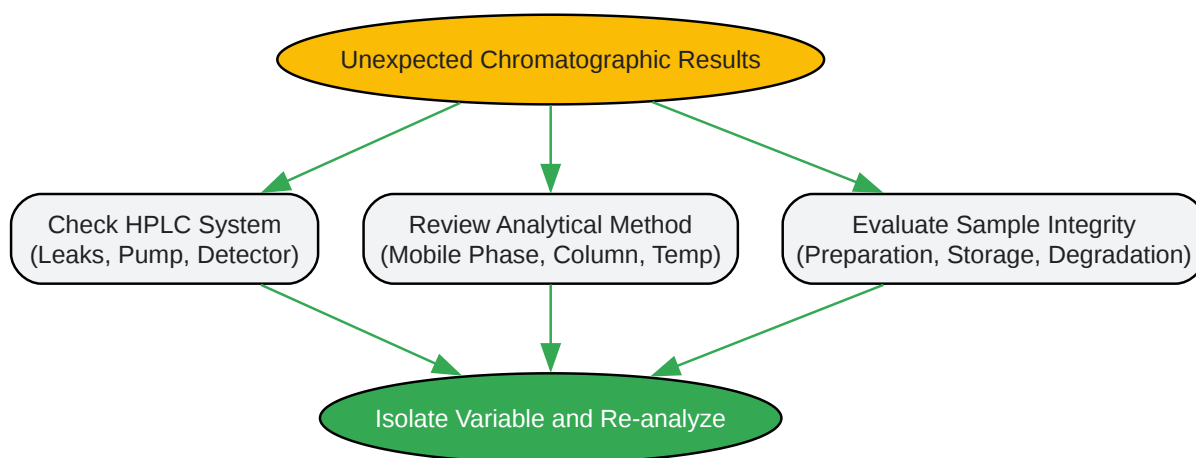 Unexpected Chromatographic Results
Check HPLC System
(Leaks, Pump, Detector)
Review Analytical Method
(Mobile Phase, Column, Temp)
Evaluate Sample Integrity
(Preparation, Storage, Degradation)
Isolate Variable and Re-analyze